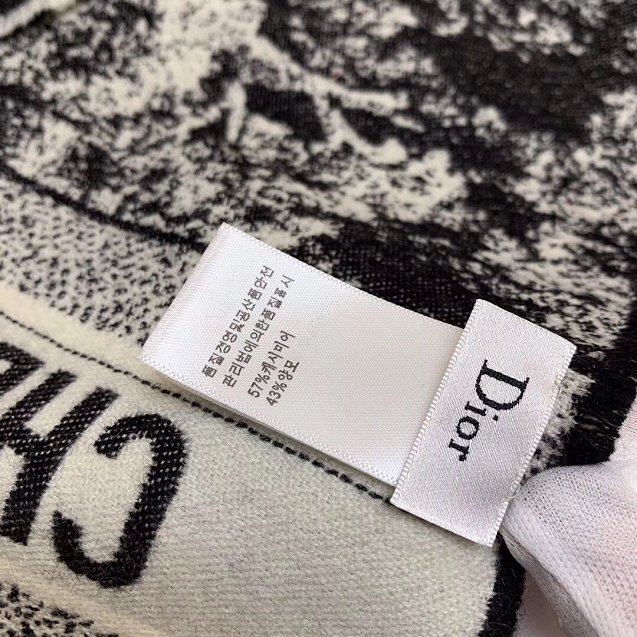 품질경영및공산품안전
관리법에의한품질표시
57%캐시미어
43%양모
Dior
CH